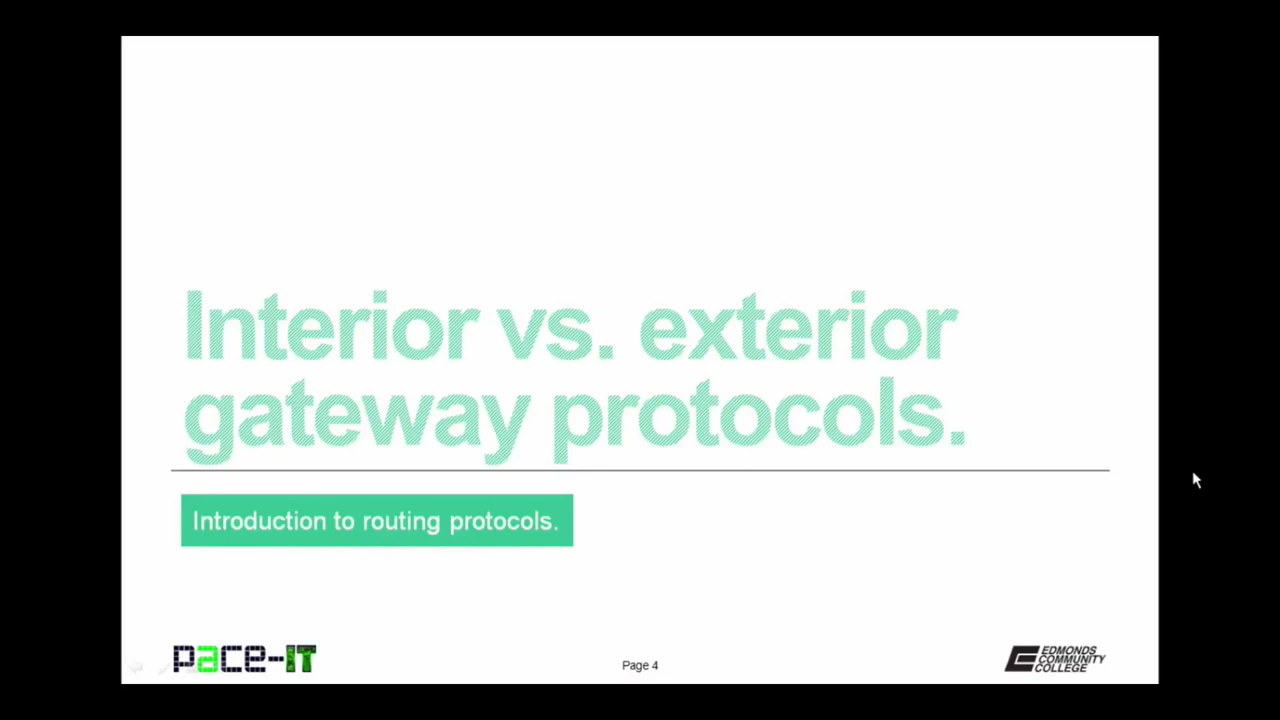 Interior vs. exterior
gateway protocols.
Introduction to routing protocols.
pace-IT
Page 4
EDMONDS
COMMUNITY
COLLEGE